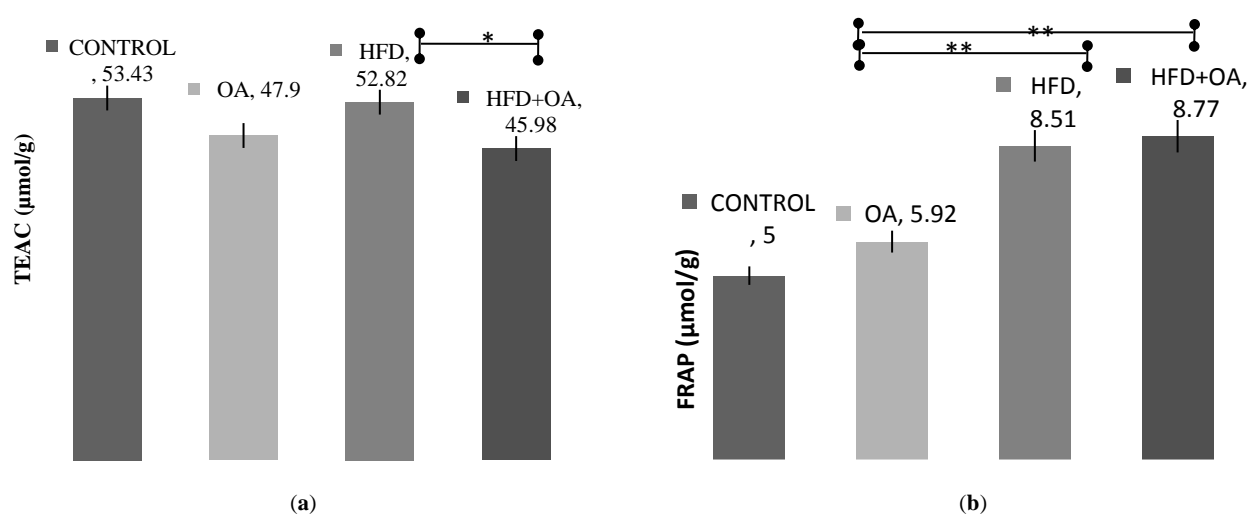 CONTROL
, 53.43
OA, 47.9
HFD,
52.82
*
HFD+OA,
45.98
TEAC (µmol/g)
(a)
**
**
CONTROL
, 5
OA, 5.92
HFD,
8.51
HFD+OA,
8.77
FRAP (µmol/g)
(b)